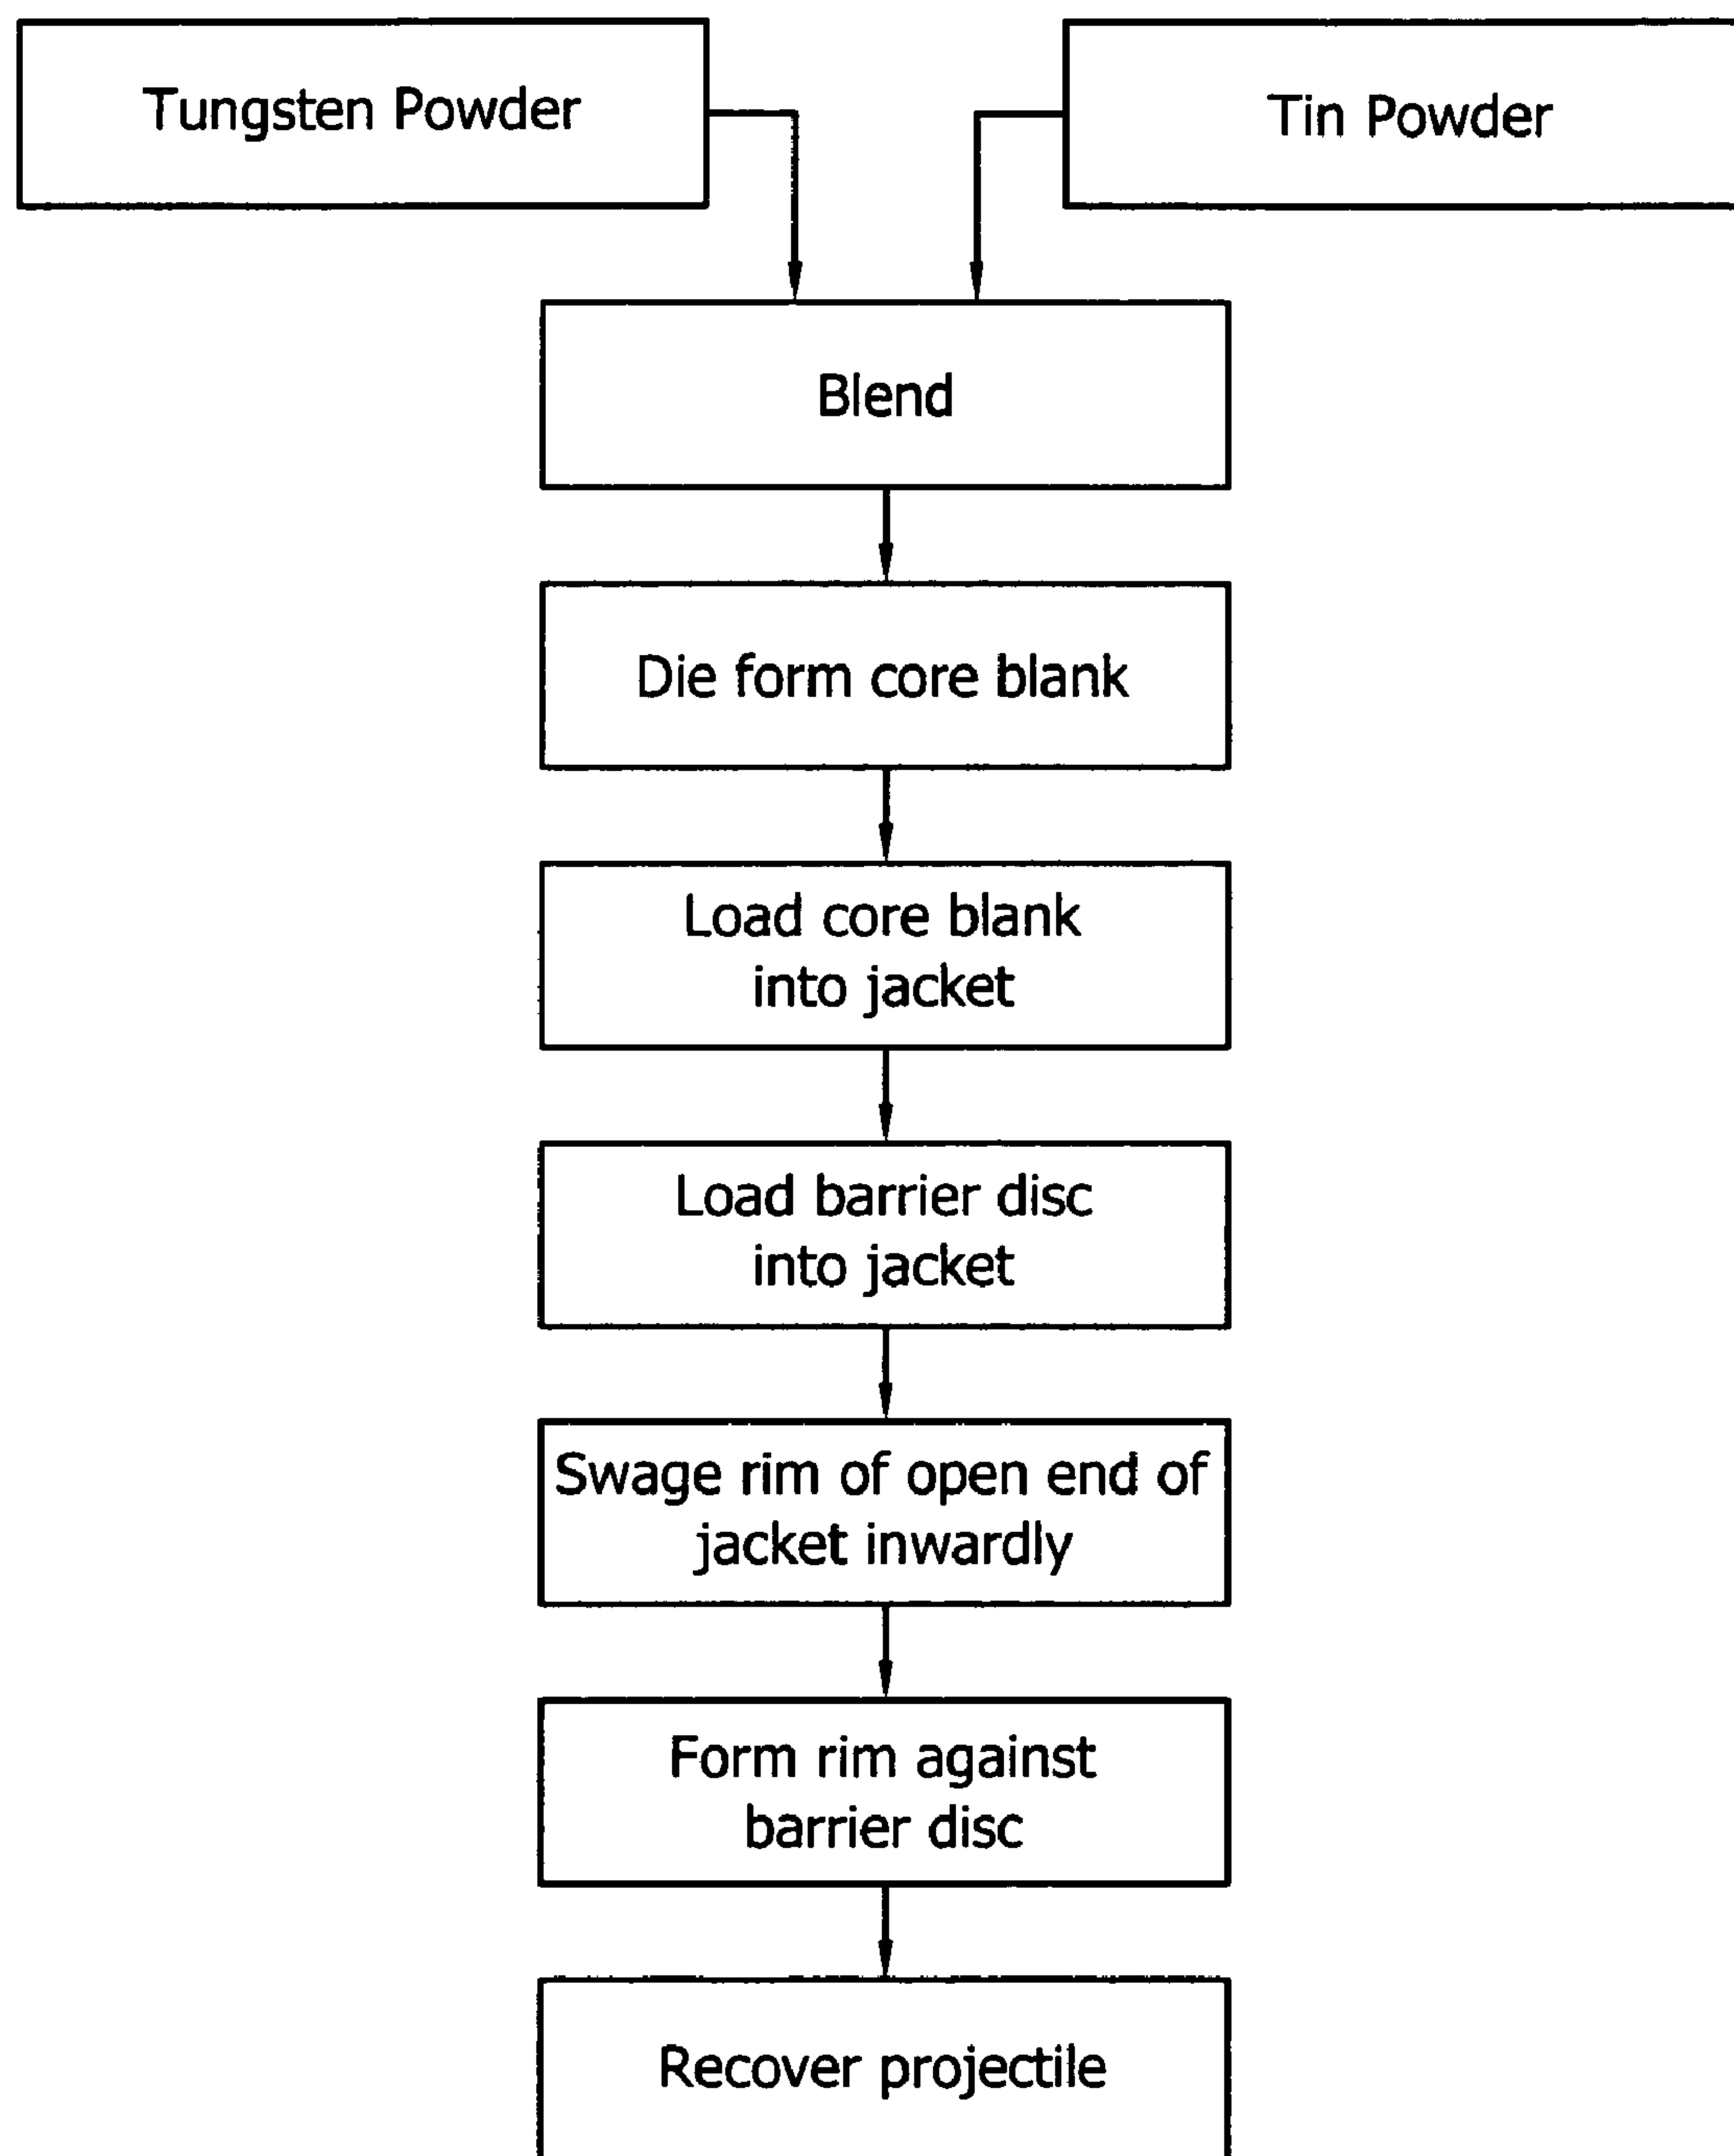 Tungsten Powder
Tin Powder
Blend
Die form core blank
Load core blank
into jacket
Load barrier disc
into jacket
Swage rim of open end of
jacket inwardly
Form rim against
barrier disc
Recover projectile